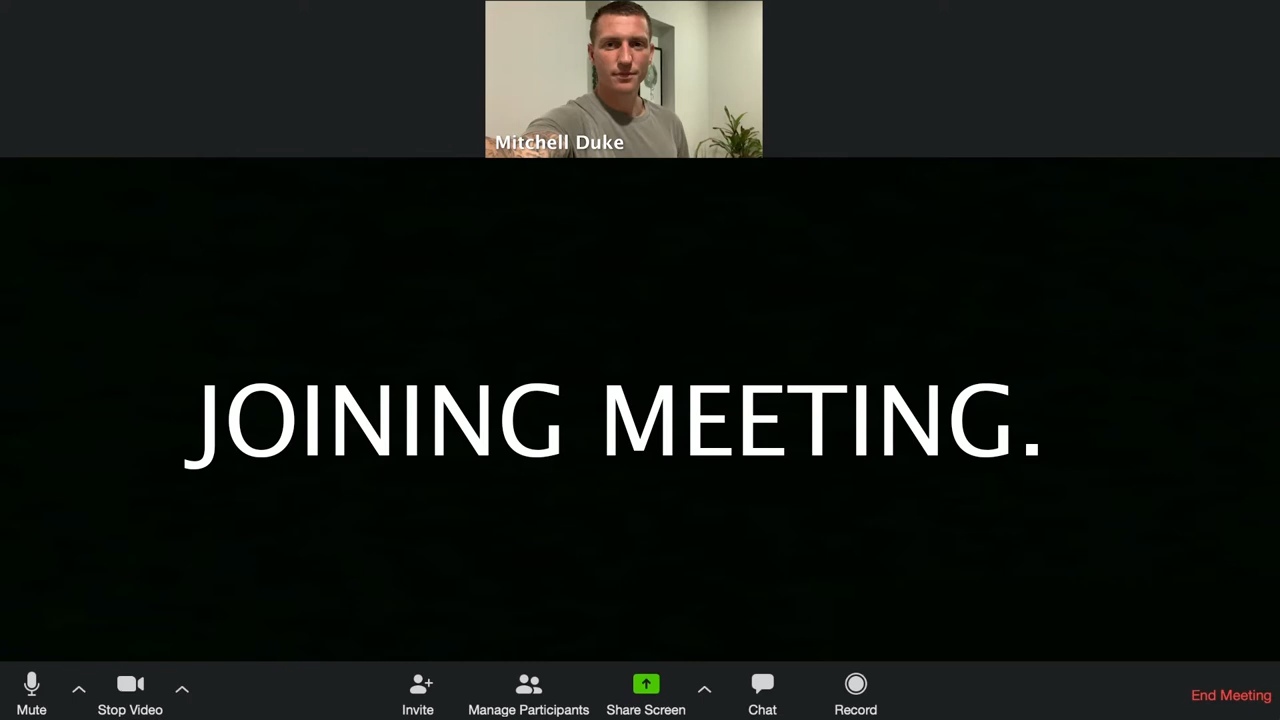 Mitchell Duke
JOINING MEETING.
Mute
Stop Video
Invite
Manage Participants
Share Screen
Chat
Record
End Meeting